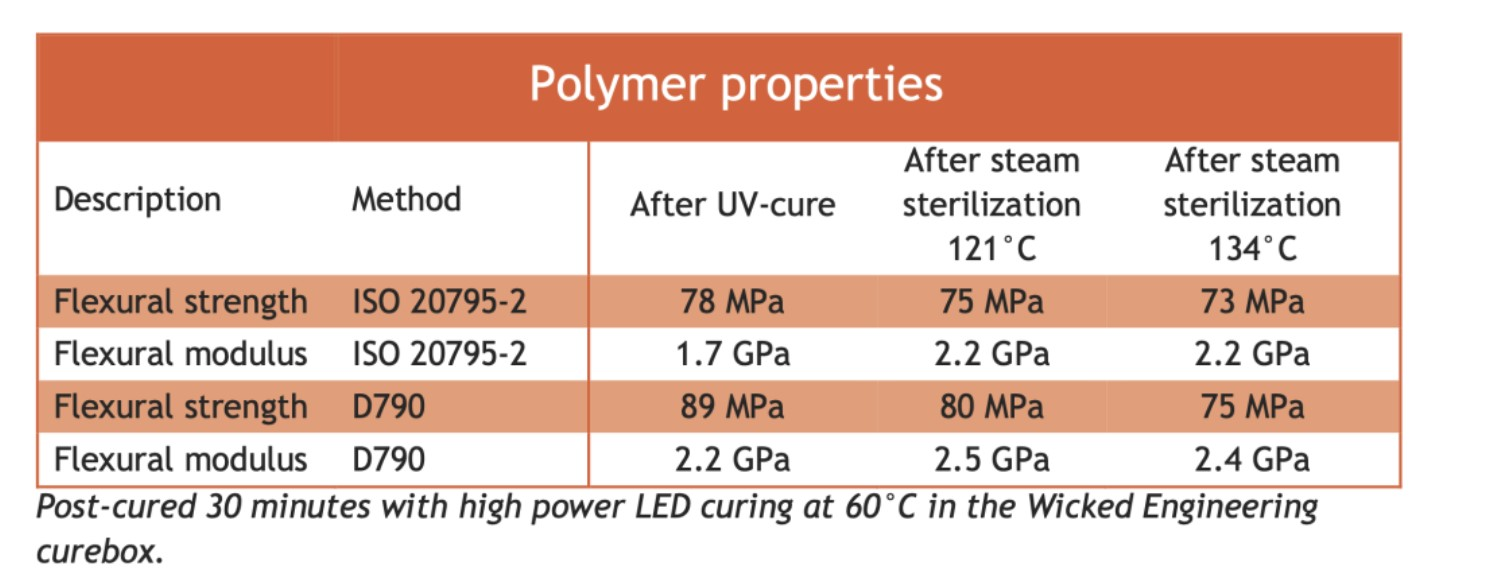 Polymer properties
Description Method After UV-cure After steam sterilization 121°C After steam sterilization 134°C
Flexural strength ISO 20795-2 78 MPa 75 MPa 73 MPa
Flexural modulus ISO 20795-2 1.7 GPa 2.2 GPa 2.2 GPa
Flexural strength D790 89 MPa 80 MPa 75 MPa
Flexural modulus D790 2.2 GPa 2.5 GPa 2.4 GPa
Post-cured 30 minutes with high power LED curing at 60°C in the Wicked Engineering
curebox.